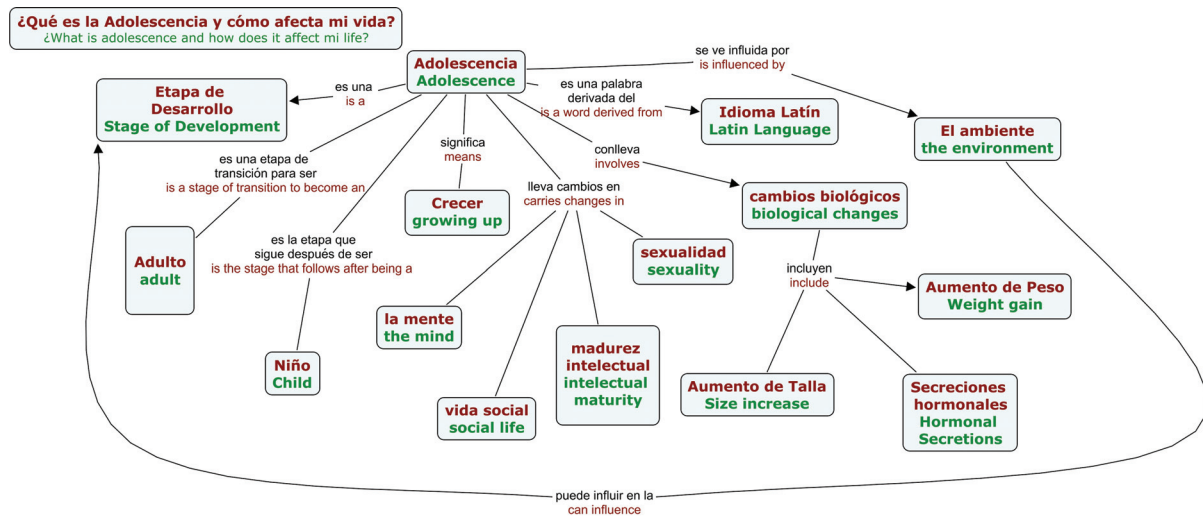 ¿Qué es la Adolescencia y cómo afecta mi vida?
¿What is adolescence and how does it affect mi life?
Adolescencia
Adolescence
se ve influida por
is influenced by
es una
is a
Etapa de
Desarrollo
Stage of Development
es una palabra
derivada del
is a word derived from
Idioma Latín
Latin Language
El ambiente
the environment
es una etapa de
transición para ser
is a stage of transition to become an
significa
means
conlleva
involves
lleva cambios en
carries changes in
Crecer
growing up
cambios biológicos
biological changes
Adulto
adult
es la etapa que
sigue después de ser
is the stage that follows after being a
sexualidad
sexuality
incluyen
include
Aumento de Peso
Weight gain
la mente
the mind
Niño
Child
madurez
intelectual
intelectual
maturity
vida social
social life
Aumento de Talla
Size increase
Secreciones
hormonales
Hormonal
Secretions
puede influir en la
can influence